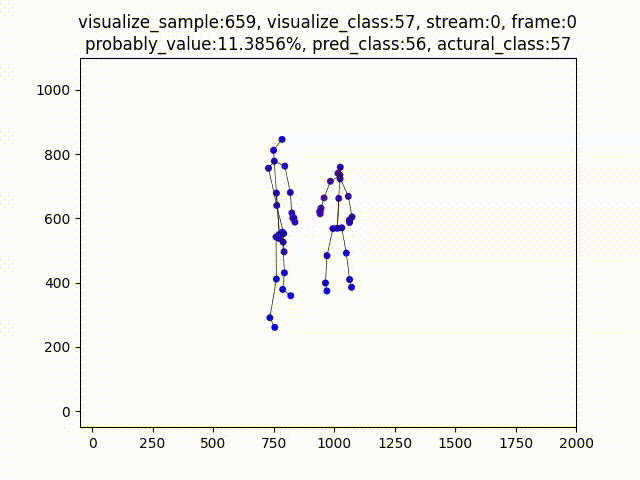 visualize_sample:659, visualize_class:57, stream:0, frame:0
probably_value:11.3856%, pred_class:56, actural_class:57
1000
800
600
400
200
0
0 250 500 750 1000 1250 1500 1750 2000